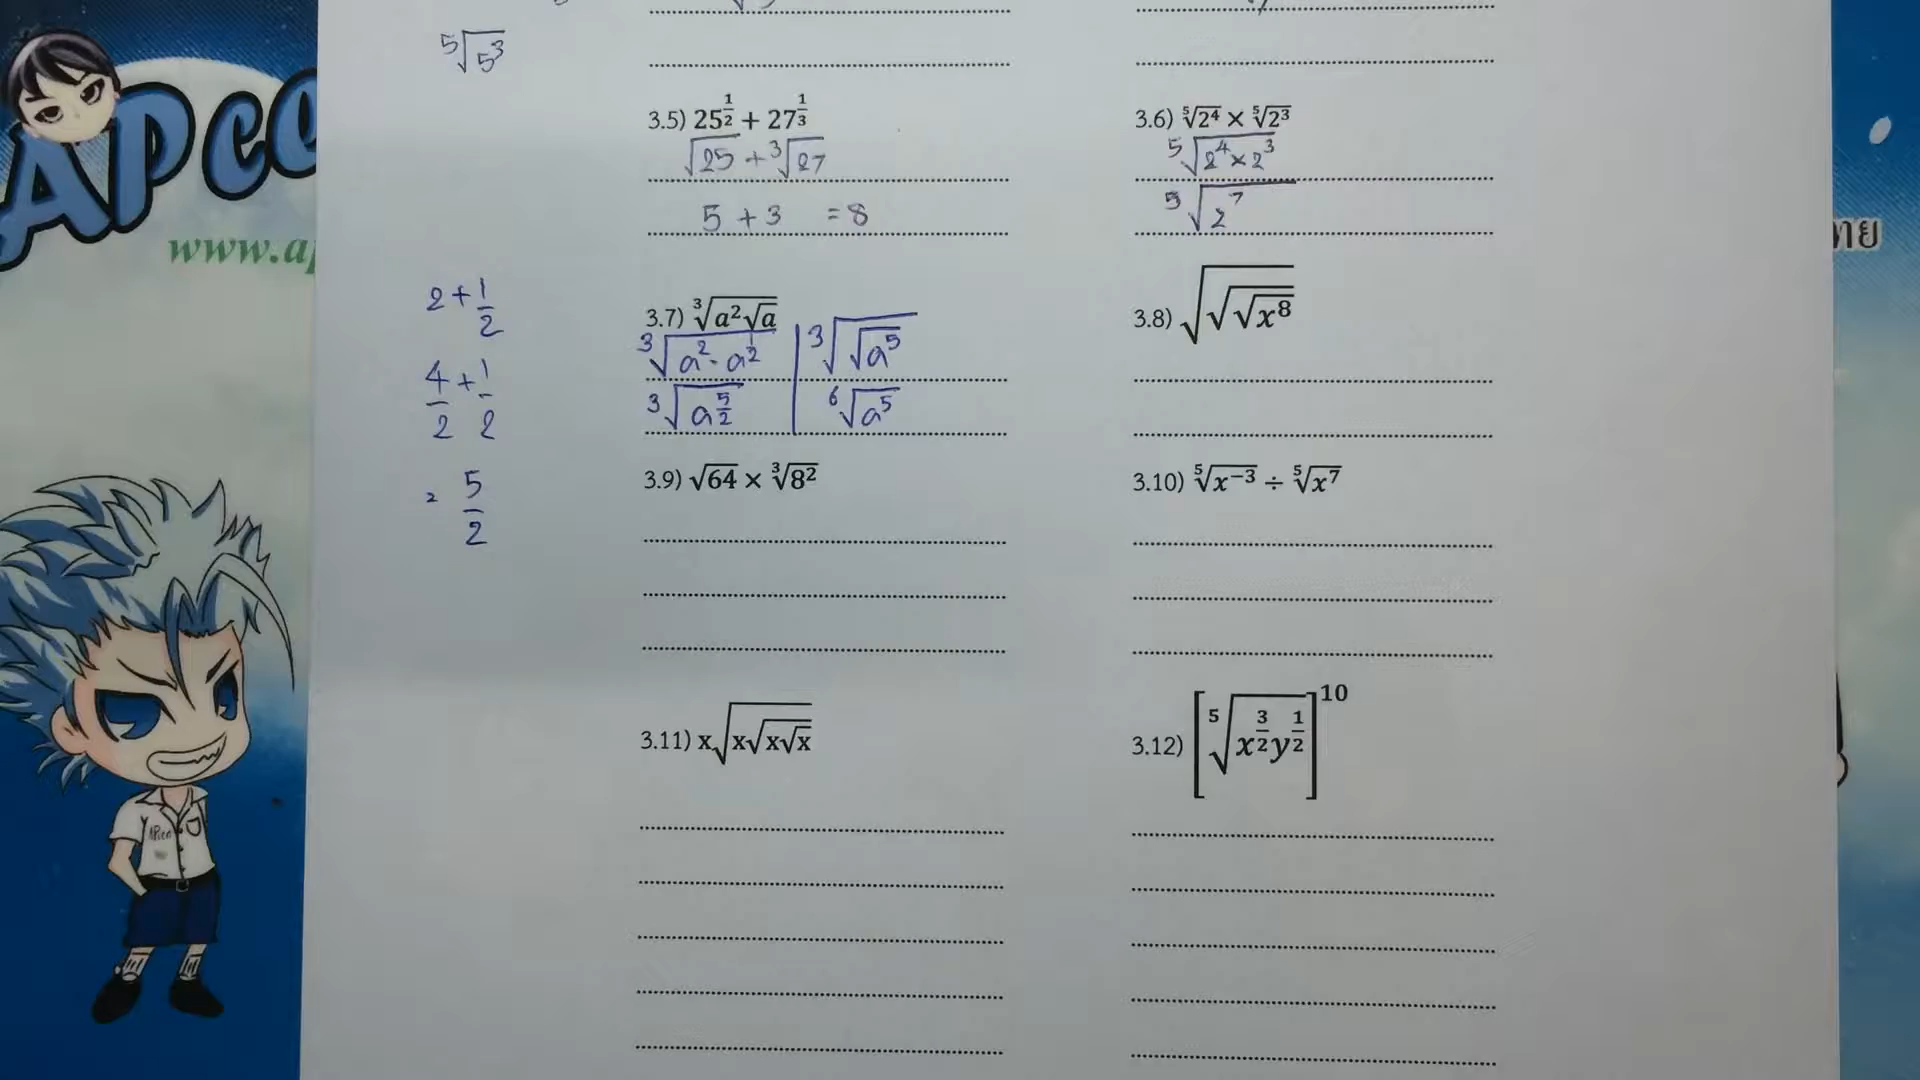 ⁵√5³
3.5) 25^(1/2) + 27^(1/3)
√25 + ³√27
5 + 3 = 8
3.6) ⁵√2⁴ × ⁵√2³
⁵√(2⁴ × 2³)
⁵√2⁷
www.ap
APco
ทย
2 + 1/2
4/2 + 1/2
= 5/2
3.7) ³√(a²√a)
³√(a² · a^(1/2))
³√(a^(5/2))
³√(√a⁵)
⁶√a⁵
3.8) √(√(√x⁸))
3.9) √64 × ³√8²
3.10) ⁵√x⁻³ ÷ ⁵√x⁷
3.11) x√(x√(x√x))
3.12) [⁵√(x^(3/2) y^(1/2))]^10